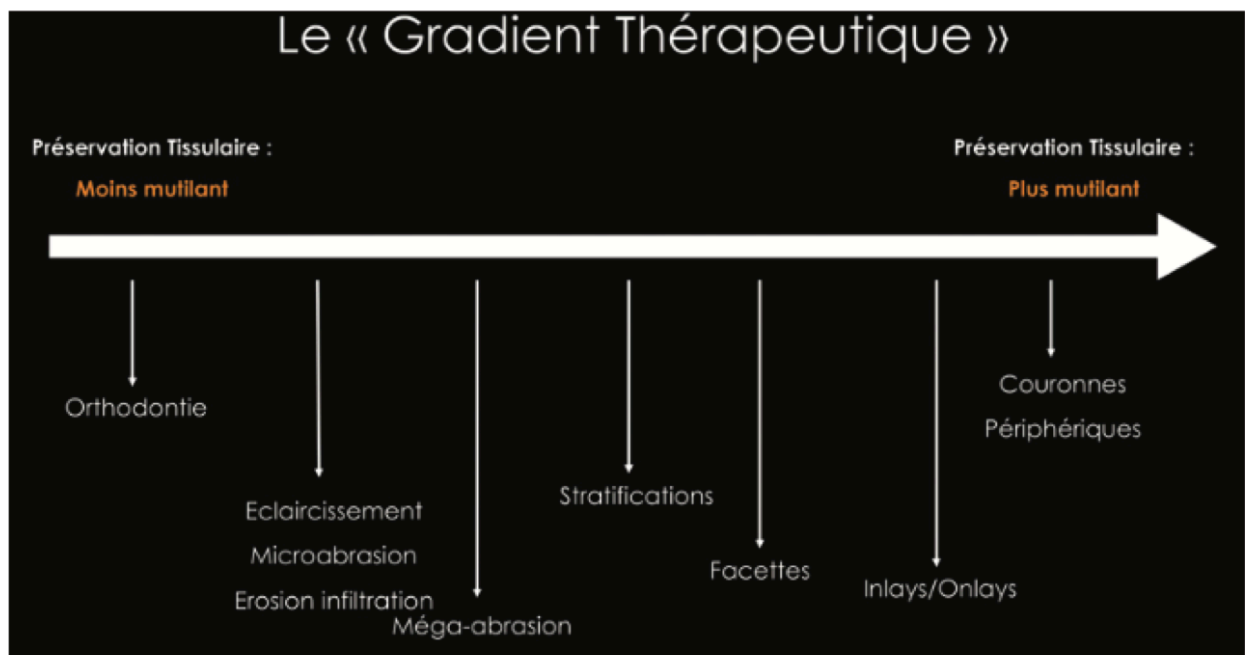 Le « Gradient Thérapeutique »
Préservation Tissulaire :
Moins mutilant
Préservation Tissulaire :
Plus mutilant
Orthodontie
Eclaircissement
Microabrasion
Erosion infiltration
Méga-abrasion
Stratifications
Facettes
Inlays/Onlays
Couronnes
Périphériques